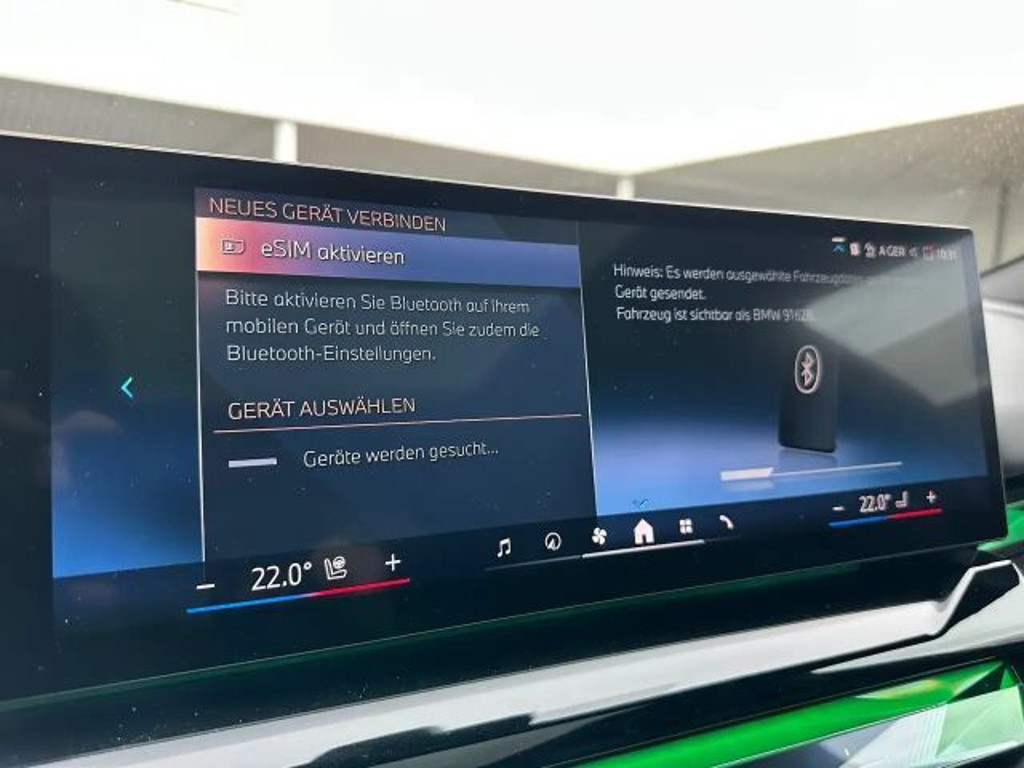 NEUES GERÄT VERBINDEN
eSIM aktivieren
A GER
Bitte aktivieren Sie Bluetooth auf Ihrem
mobilen Gerät und öffnen Sie zudem die
Bluetooth-Einstellungen.
Hinweis: Es werden ausgewählte
Gerät gesendet.
Fahrzeug ist sichtbar als BMW
GERÄT AUSWÄHLEN
Geräte werden gesucht...
− 22.0° +
− 22.0° +